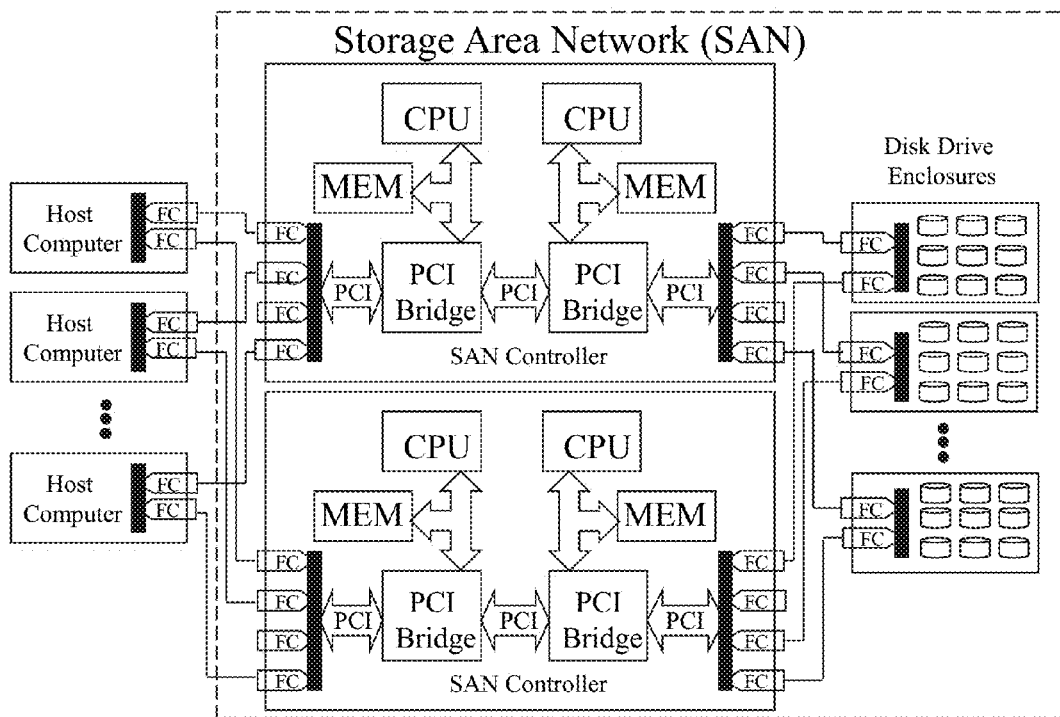 Storage Area Network (SAN)
CPU
CPU
MEM
MEM
Disk Drive
Enclosures
Host
Computer
FC
FC
FC
FC
FC
FC
PCI
PCI
Bridge
PCI
PCI
Bridge
PCI
FC
FC
FC
FC
FC
FC
Host
Computer
FC
FC
SAN Controller
FC
FC
CPU
CPU
Host
Computer
FC
FC
MEM
MEM
FC
FC
FC
FC
FC
FC
PCI
PCI
Bridge
PCI
PCI
Bridge
PCI
FC
FC
FC
FC
SAN Controller